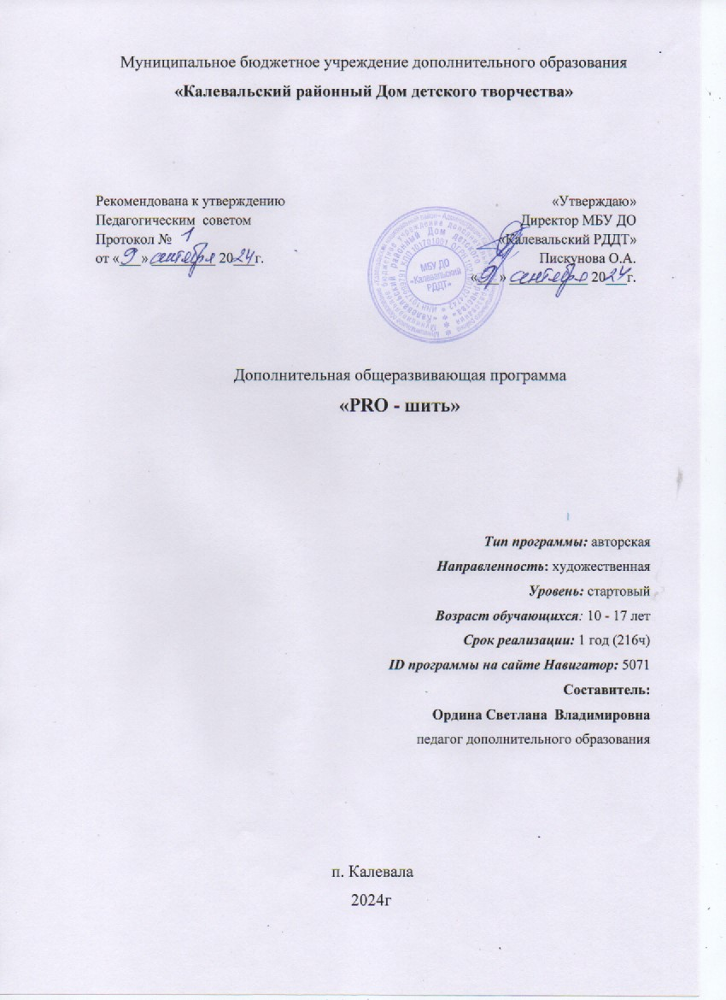 Муниципальное бюджетное учреждение дополнительного образования
«Калевальский районный Дом детского творчества»
Рекомендована к утверждению
Педагогическим советом
Протокол № 1
от «9» сентября 2024 г.
«Утверждаю»
Директор МБУ ДО
«Калевальский РДДТ»
Пискунова О.А.
«9» сентября 2024 г.
МБУ ДО
«Калевальский
РДДТ»
Дополнительная общеразвивающая программа
«PRO - шить»
Тип программы: авторская
Направленность: художественная
Уровень: стартовый
Возраст обучающихся: 10 - 17 лет
Срок реализации: 1 год (216ч)
ID программы на сайте Навигатор: 5071
Составитель:
Ордина Светлана Владимировна
педагог дополнительного образования
п. Калевала
2024г